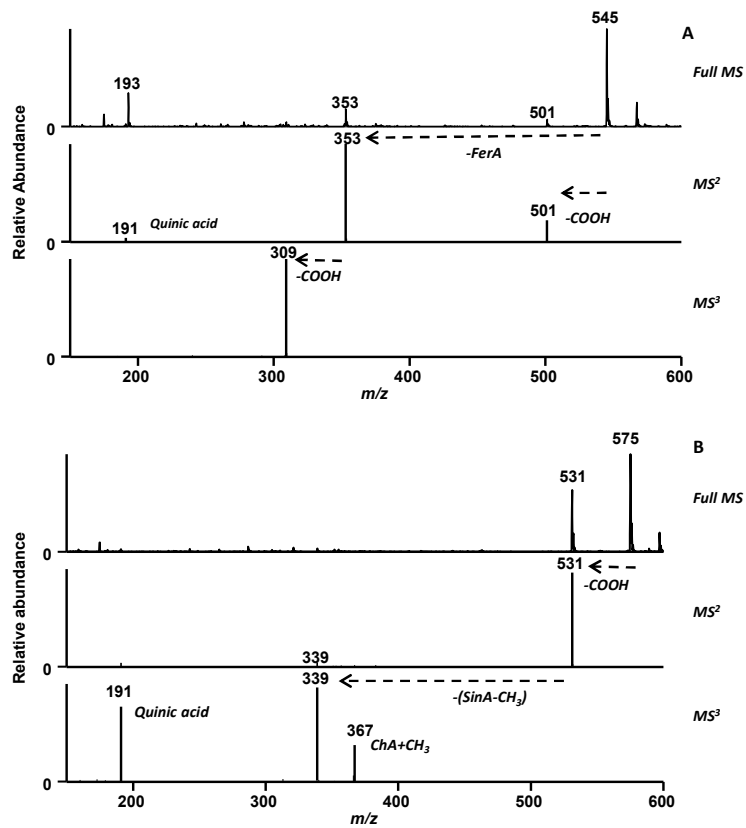 545
A
193
Full MS
353
501
0
353
-FerA
MS²
501
Quinic acid
191
-COOH
0
309
-COOH
MS³
0
200 300 400 500 600
m/z
Relative Abundance
575
B
531
Full MS
0
531
-COOH
MS²
339
0
339
-(SinA-CH₃)
191
Quinic acid
MS³
367
ChA+CH₃
0
200 300 400 500 600
m/z
Relative abundance